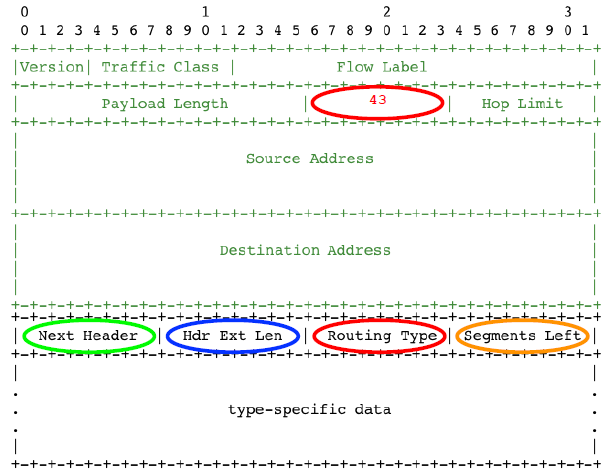 0                   1                   2                   3
0 1 2 3 4 5 6 7 8 9 0 1 2 3 4 5 6 7 8 9 0 1 2 3 4 5 6 7 8 9 0 1
+-+-+-+-+-+-+-+-+-+-+-+-+-+-+-+-+-+-+-+-+-+-+-+-+-+-+-+-+-+-+-+-+
|Version| Traffic Class | Flow Label |
+-+-+-+-+-+-+-+-+-+-+-+-+-+-+-+-+-+-+-+-+-+-+-+-+-+-+-+-+-+-+-+-+
| Payload Length | 43 | Hop Limit |
+-+-+-+-+-+-+-+-+-+-+-+-+-+-+-+-+-+-+-+-+-+-+-+-+-+-+-+-+-+-+-+-+
| Source Address |
+-+-+-+-+-+-+-+-+-+-+-+-+-+-+-+-+-+-+-+-+-+-+-+-+-+-+-+-+-+-+-+-+
| Destination Address |
+-+-+-+-+-+-+-+-+-+-+-+-+-+-+-+-+-+-+-+-+-+-+-+-+-+-+-+-+-+-+-+-+
+-+-+-+-+-+-+-+-+-+-+-+-+-+-+-+-+-+-+-+-+-+-+-+-+-+-+-+-+-+-+-+-+
| Next Header | Hdr Ext Len | Routing Type | Segments Left |
+-+-+-+-+-+-+-+-+-+-+-+-+-+-+-+-+-+-+-+-+-+-+-+-+-+-+-+-+-+-+-+-+
| |
. .
. type-specific data .
. .
| |
+-+-+-+-+-+-+-+-+-+-+-+-+-+-+-+-+-+-+-+-+-+-+-+-+-+-+-+-+-+-+-+-+